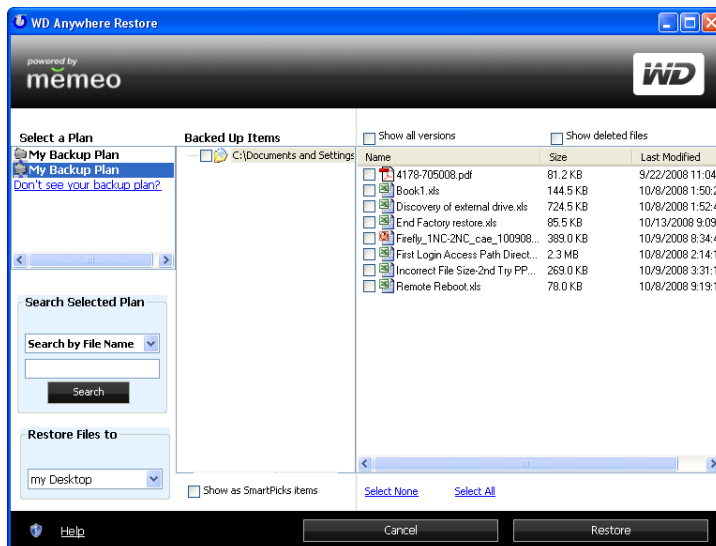 WD Anywhere Restore
powered by
memeo
WD
Select a Plan
My Backup Plan
My Backup Plan
Don't see your backup plan?
Search Selected Plan
Search by File Name
Search
Restore Files to
my Desktop
Backed Up Items
C:\Documents and Settings
Show as SmartPicks items
Show all versions Show deleted files
Name Size Last Modified
4178-705008.pdf 81.2 KB 9/22/2008 11:04
Book1.xls 144.5 KB 10/8/2008 1:50:2
Discovery of external drive.xls 724.5 KB 10/8/2008 1:52:4
End Factory restore.xls 85.5 KB 10/13/2008 9:09
Firefly_1NC-2NC_cae_100908... 389.0 KB 10/9/2008 8:34:4
First Login Access Path Direct... 2.3 MB 10/8/2008 2:14:1
Incorrect File Size-2nd Try PP... 269.0 KB 10/9/2008 3:31:1
Remote Reboot.xls 78.0 KB 10/8/2008 9:19:1
Select None Select All
Help
Cancel
Restore